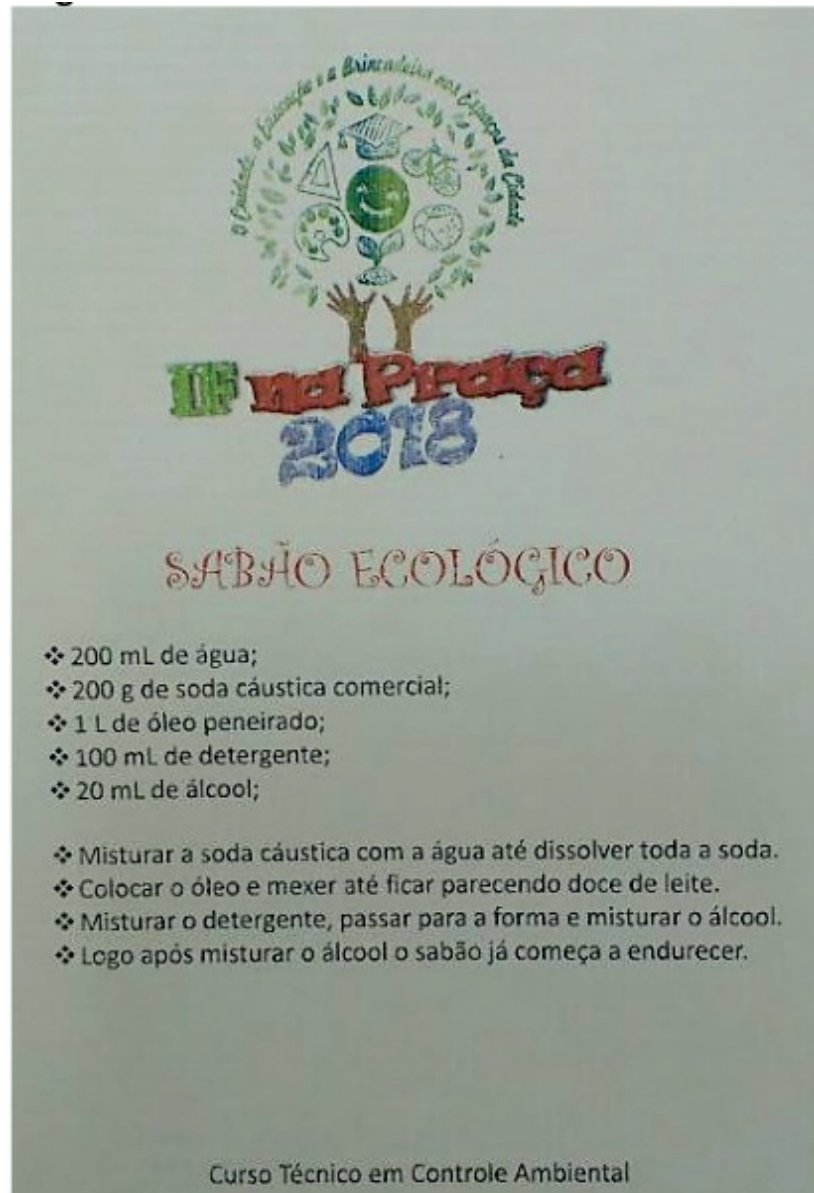 O Cuidado, a Educação e a Brincadeira nos Espaços da Cidade
IF na Praça
2018
SABÃO ECOLÓGICO
❖ 200 mL de água;
❖ 200 g de soda cáustica comercial;
❖ 1 L de óleo peneirado;
❖ 100 mL de detergente;
❖ 20 mL de álcool;
❖ Misturar a soda cáustica com a água até dissolver toda a soda.
❖ Colocar o óleo e mexer até ficar parecendo doce de leite.
❖ Misturar o detergente, passar para a forma e misturar o álcool.
❖ Logo após misturar o álcool o sabão já começa a endurecer.
Curso Técnico em Controle Ambiental